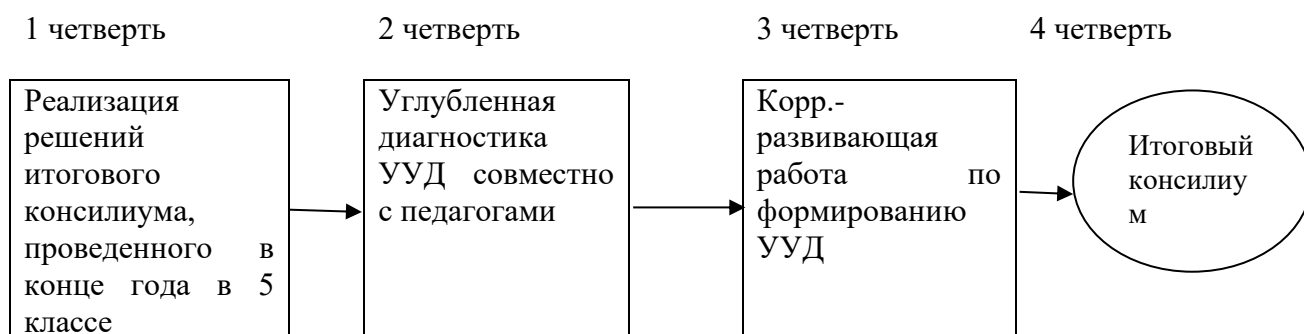 1 четверть
2 четверть
3 четверть
4 четверть
Реализация
решений
итогового
консилиума,
проведенного в
конце года в 5
классе
Углубленная
диагностика
УУД совместно
с педагогами
Корр.-
развивающая
работа по
формированию
УУД
Итоговый
консилиу
м